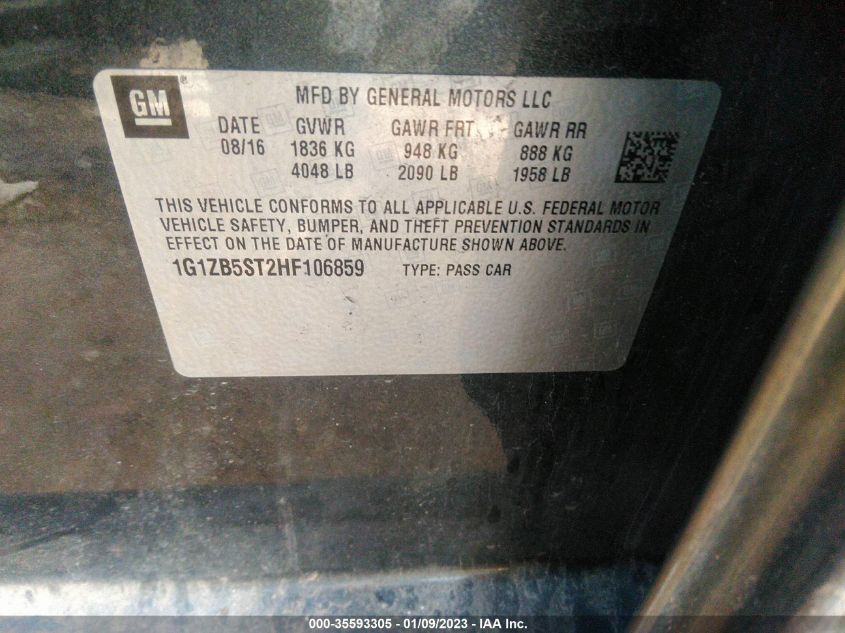 GM ®
MFD BY GENERAL MOTORS LLC
DATE GVWR GAWR FRT GAWR RR
08/16 1836 KG 948 KG 888 KG
4048 LB 2090 LB 1958 LB
THIS VEHICLE CONFORMS TO ALL APPLICABLE U.S. FEDERAL MOTOR
VEHICLE SAFETY, BUMPER, AND THEFT PREVENTION STANDARDS IN
EFFECT ON THE DATE OF MANUFACTURE SHOWN ABOVE.
1G1ZB5ST2HF106859 TYPE: PASS CAR
000-35593305 - 01/09/2023 - IAA Inc.